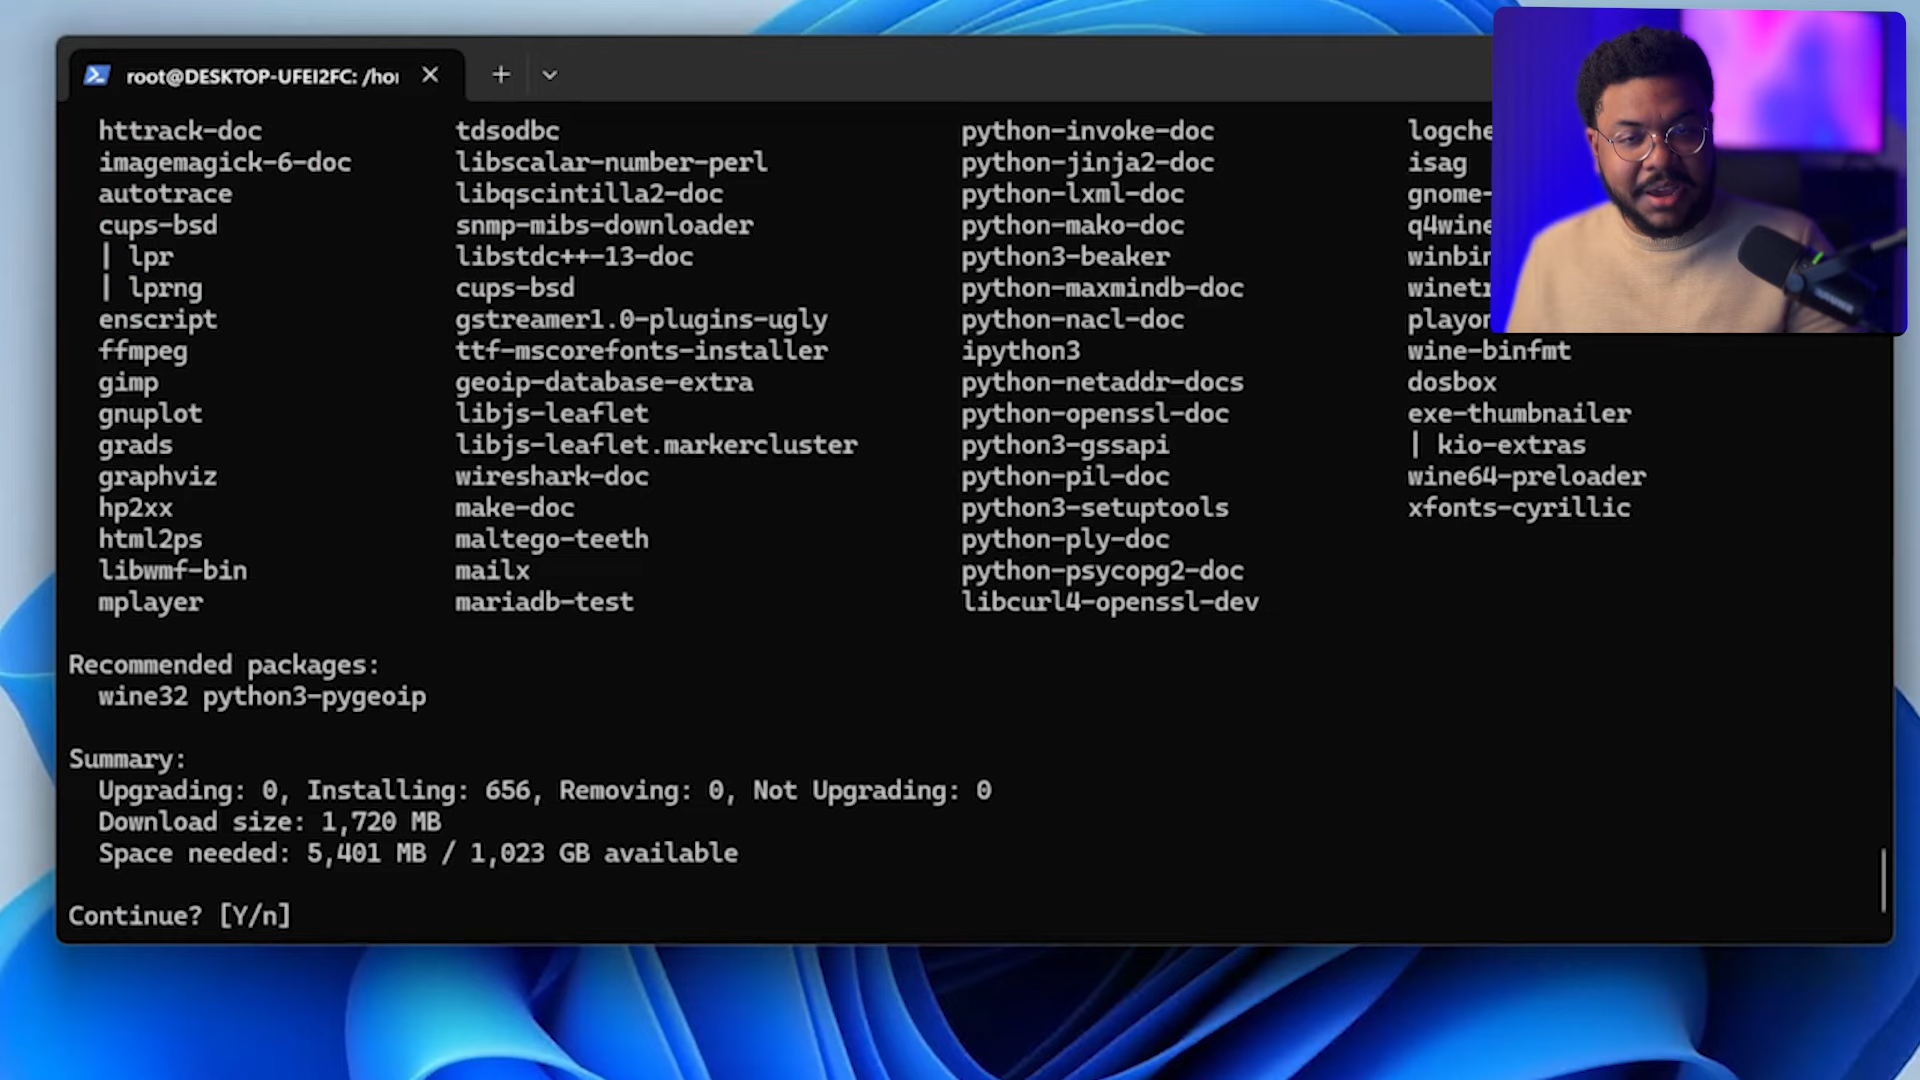 root@DESKTOP-UFEI2FC: /ho
httrack-doc tdsodbc python-invoke-doc logche
imagemagick-6-doc libscalar-number-perl python-jinja2-doc isag
autotrace libqscintilla2-doc python-lxml-doc gnome-
cups-bsd snmp-mibs-downloader python-mako-doc q4wine
| lpr libstdc++-13-doc python3-beaker winbin
| lprng cups-bsd python-maxmindb-doc winetr
enscript gstreamer1.0-plugins-ugly python-nacl-doc playon
ffmpeg ttf-mscorefonts-installer ipython3 wine-binfmt
gimp geoip-database-extra python-netaddr-docs dosbox
gnuplot libjs-leaflet python-openssl-doc exe-thumbnailer
grads libjs-leaflet.markercluster python3-gssapi | kio-extras
graphviz wireshark-doc python-pil-doc wine64-preloader
hp2xx make-doc python3-setuptools xfonts-cyrillic
html2ps maltego-teeth python-ply-doc
libwmf-bin mailx python-psycopg2-doc
mplayer mariadb-test libcurl4-openssl-dev
Recommended packages:
wine32 python3-pygeoip
Summary:
Upgrading: 0, Installing: 656, Removing: 0, Not Upgrading: 0
Download size: 1,720 MB
Space needed: 5,401 MB / 1,023 GB available
Continue? [Y/n]